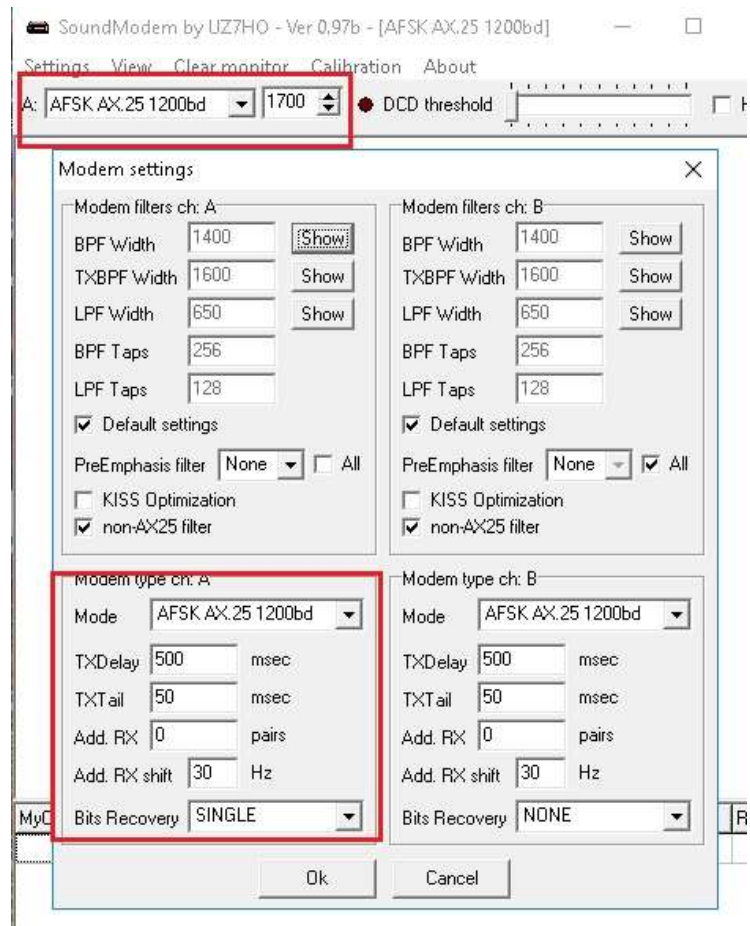 SoundModem by UZ7HO - Ver 0,97b - [AFSK AX.25 1200bd]
Settings View Clear monitor Calibration About
A: AFSK AX.25 1200bd 1700 DCD threshold H
Modem settings
Modem filters ch: A
BPF Width 1400 Show
TXBPF Width 1600 Show
LPF Width 650 Show
BPF Taps 256
LPF Taps 128
Default settings
PreEmphasis filter None All
KISS Optimization
non-AX25 filter
Modem filters ch: B
BPF Width 1400 Show
TXBPF Width 1600 Show
LPF Width 650 Show
BPF Taps 256
LPF Taps 128
Default settings
PreEmphasis filter None All
KISS Optimization
non-AX25 filter
Modem type ch: A
Mode AFSK AX.25 1200bd
TXDelay 500 msec
TXTail 50 msec
Add. RX 0 pairs
Add. RX shift 30 Hz
Bits Recovery SINGLE
Modem type ch: B
Mode AFSK AX.25 1200bd
TXDelay 500 msec
TXTail 50 msec
Add. RX 0 pairs
Add. RX shift 30 Hz
Bits Recovery NONE
Ok Cancel